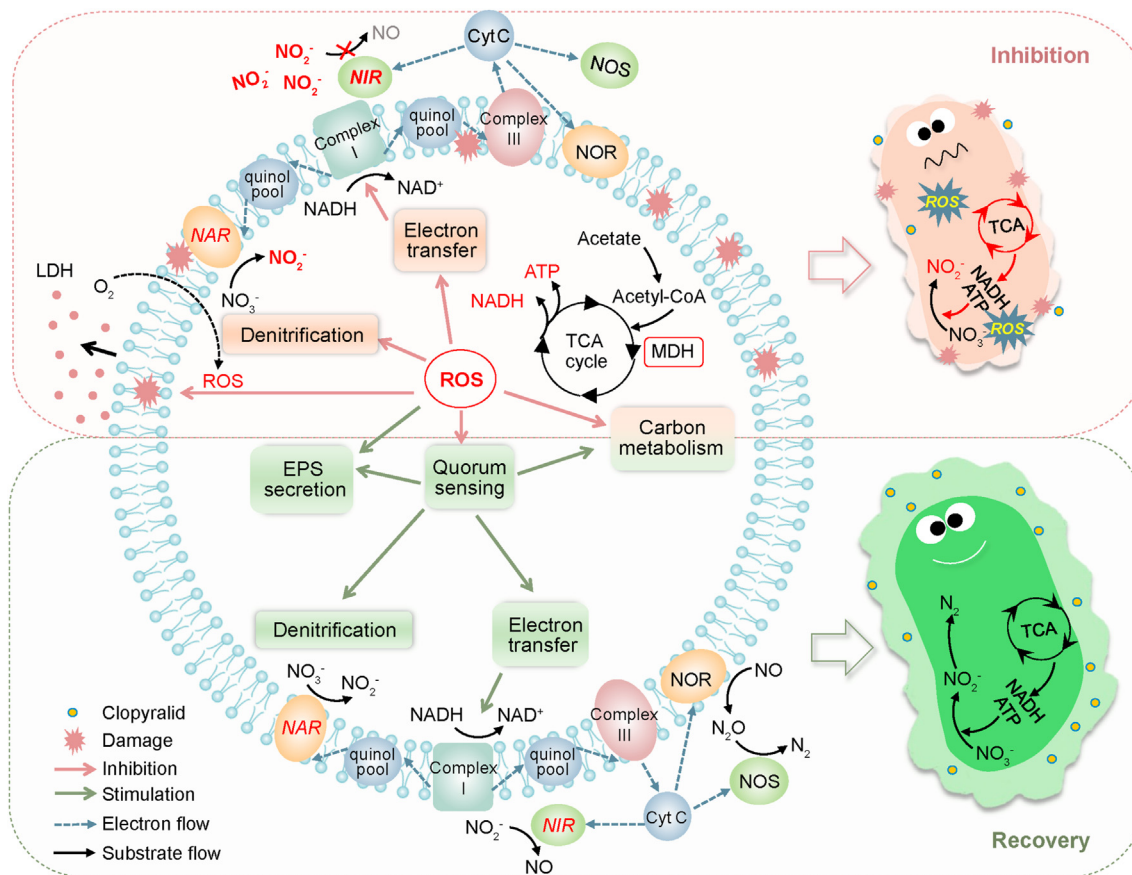 Inhibition
NO₂⁻
NO
NO₂⁻
NO₂⁻
NIR
Cyt C
NOS
Complex
I
quinol
pool
Complex
III
NOR
quinol
pool
NADH
NAD⁺
NAR
NO₂⁻
NO₃⁻
Electron
transfer
LDH
O₂
Denitrification
ROS
ROS
Acetate
ATP
NADH
Acetyl-CoA
TCA
cycle
MDH
Carbon
metabolism
ROS
TCA
NO₂⁻
NADH
ATP
NO₃⁻
ROS
EPS
secretion
Quorum
sensing
Denitrification
Electron
transfer
NO₃⁻
NO₂⁻
NAR
quinol
pool
NADH
NAD⁺
Complex
I
quinol
pool
Complex
III
NOR
NO
N₂O
N₂
NOS
Cyt C
NIR
NO₂⁻
NO
N₂
TCA
NO₂⁻
NADH
ATP
NO₃⁻
Clopyralid
Damage
Inhibition
Stimulation
Electron flow
Substrate flow
Recovery